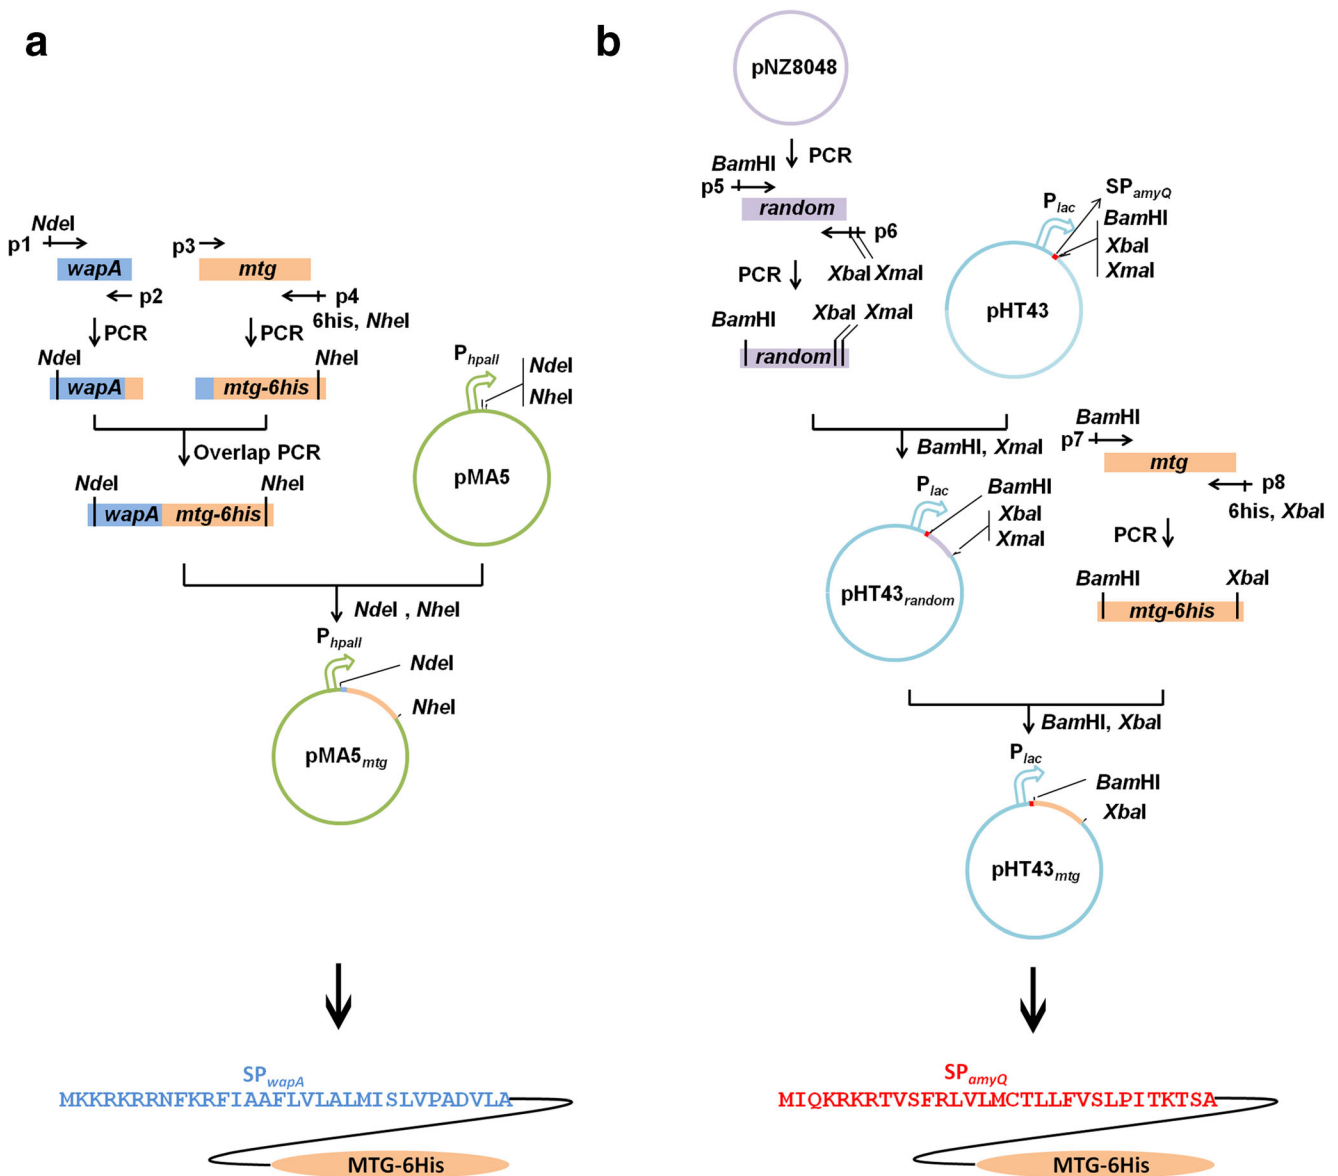 a
NdeI
p1
wapA
p2
PCR
NdeI
wapA
p3
mtg
p4
6his, NheI
PCR
NheI
mtg-6his
Overlap PCR
NdeI
NheI
wapA
mtg-6his
PhpaII
NdeI
NheI
pMA5
NdeI , NheI
PhpaII
NdeI
NheI
pMA5mtg
SPwapA
MKKRKRRNFKRFIAAFLVLALMISLVPADVLA
MTG-6His
b
pNZ8048
PCR
BamHI
p5
random
p6
XbaI XmaI
PCR
BamHI
XbaI XmaI
random
Plac
SPamyQ
BamHI
XbaI
XmaI
pHT43
BamHI, XmaI
Plac
BamHI
XbaI
XmaI
pHT43random
BamHI
p7
mtg
p8
6his, XbaI
PCR
BamHI
XbaI
mtg-6his
BamHI, XbaI
Plac
BamHI
XbaI
pHT43mtg
SPamyQ
MIQKRKRTVSFRLVLMCTLLFVSLPITKTSA
MTG-6His